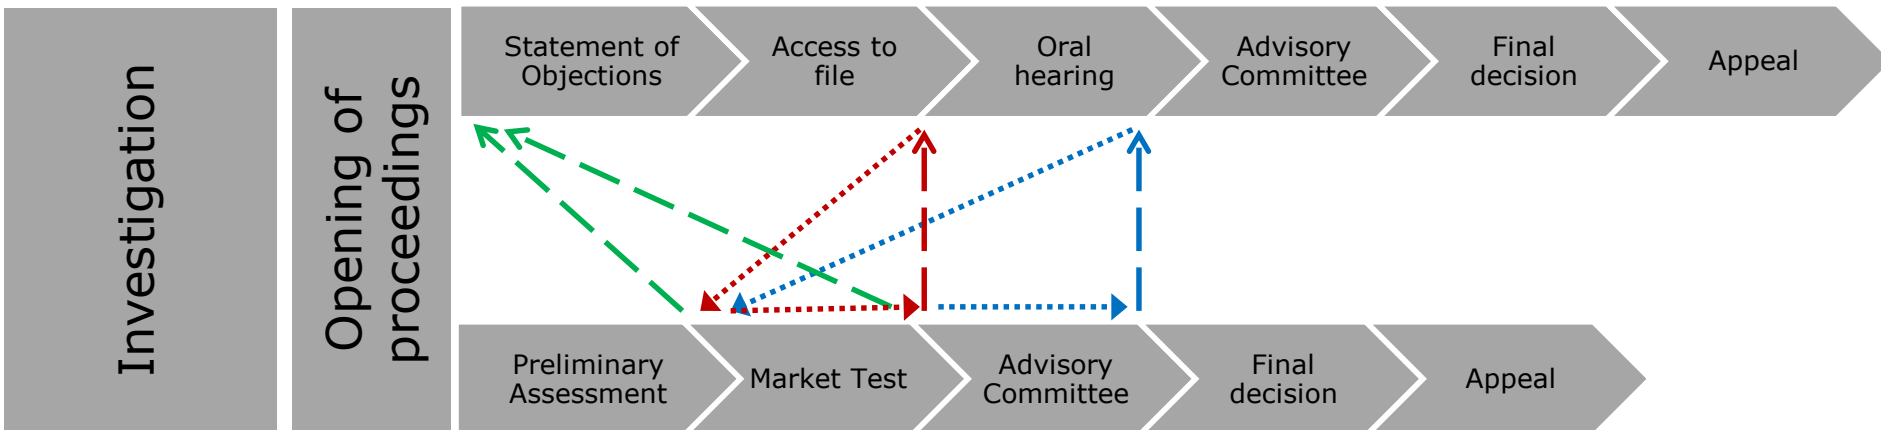 Investigation
Opening of
proceedings
Statement of
Objections
Access to
file
Oral
hearing
Advisory
Committee
Final
decision
Appeal
Preliminary
Assessment
Market Test
Advisory
Committee
Final
decision
Appeal